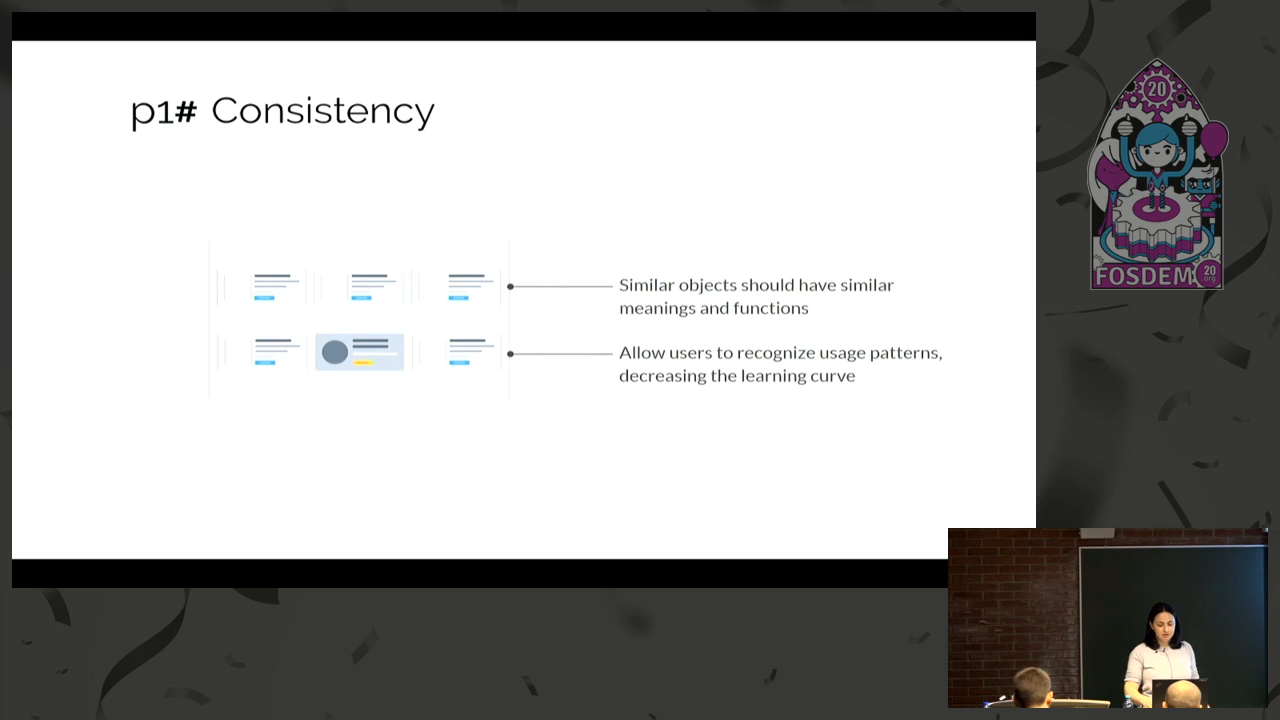 p1# Consistency
Similar objects should have similar
meanings and functions
Allow users to recognize usage patterns,
decreasing the learning curve
20
FOSDEM
20
org